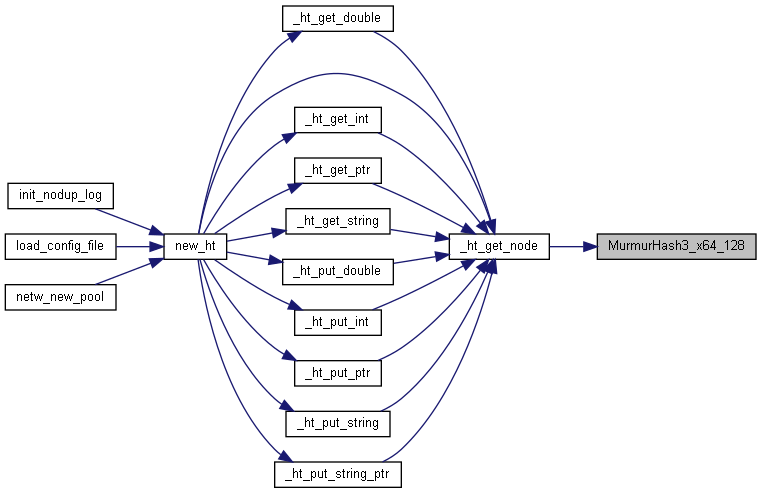 _ht_get_double
_ht_get_int
_ht_get_ptr
init_nodup_log
_ht_get_string
load_config_file
new_ht
_ht_get_node
MurmurHash3_x64_128
_ht_put_double
netw_new_pool
_ht_put_int
_ht_put_ptr
_ht_put_string
_ht_put_string_ptr